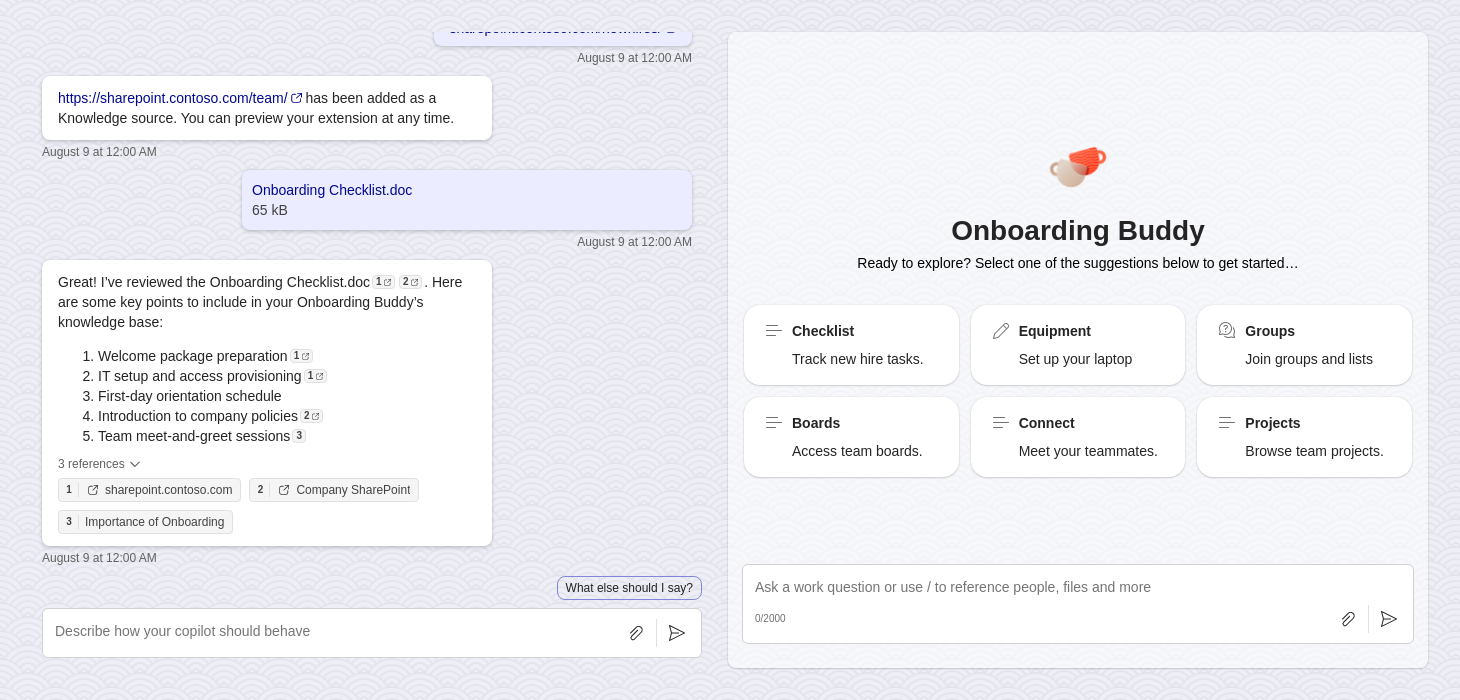 August 9 at 12:00 AM
https://sharepoint.contoso.com/team/ has been added as a
Knowledge source. You can preview your extension at any time.
August 9 at 12:00 AM
Onboarding Checklist.doc
65 kB
August 9 at 12:00 AM
Great! I’ve reviewed the Onboarding Checklist.doc 1 2 . Here
are some key points to include in your Onboarding Buddy’s
knowledge base:
1. Welcome package preparation 1
2. IT setup and access provisioning 1
3. First-day orientation schedule
4. Introduction to company policies 2
5. Team meet-and-greet sessions 3
3 references
1 sharepoint.contoso.com 2 Company SharePoint
3 Importance of Onboarding
August 9 at 12:00 AM
What else should I say?
Describe how your copilot should behave
Onboarding Buddy
Ready to explore? Select one of the suggestions below to get started…
Checklist
Track new hire tasks.
Equipment
Set up your laptop
Groups
Join groups and lists
Boards
Access team boards.
Connect
Meet your teammates.
Projects
Browse team projects.
Ask a work question or use / to reference people, files and more
0/2000